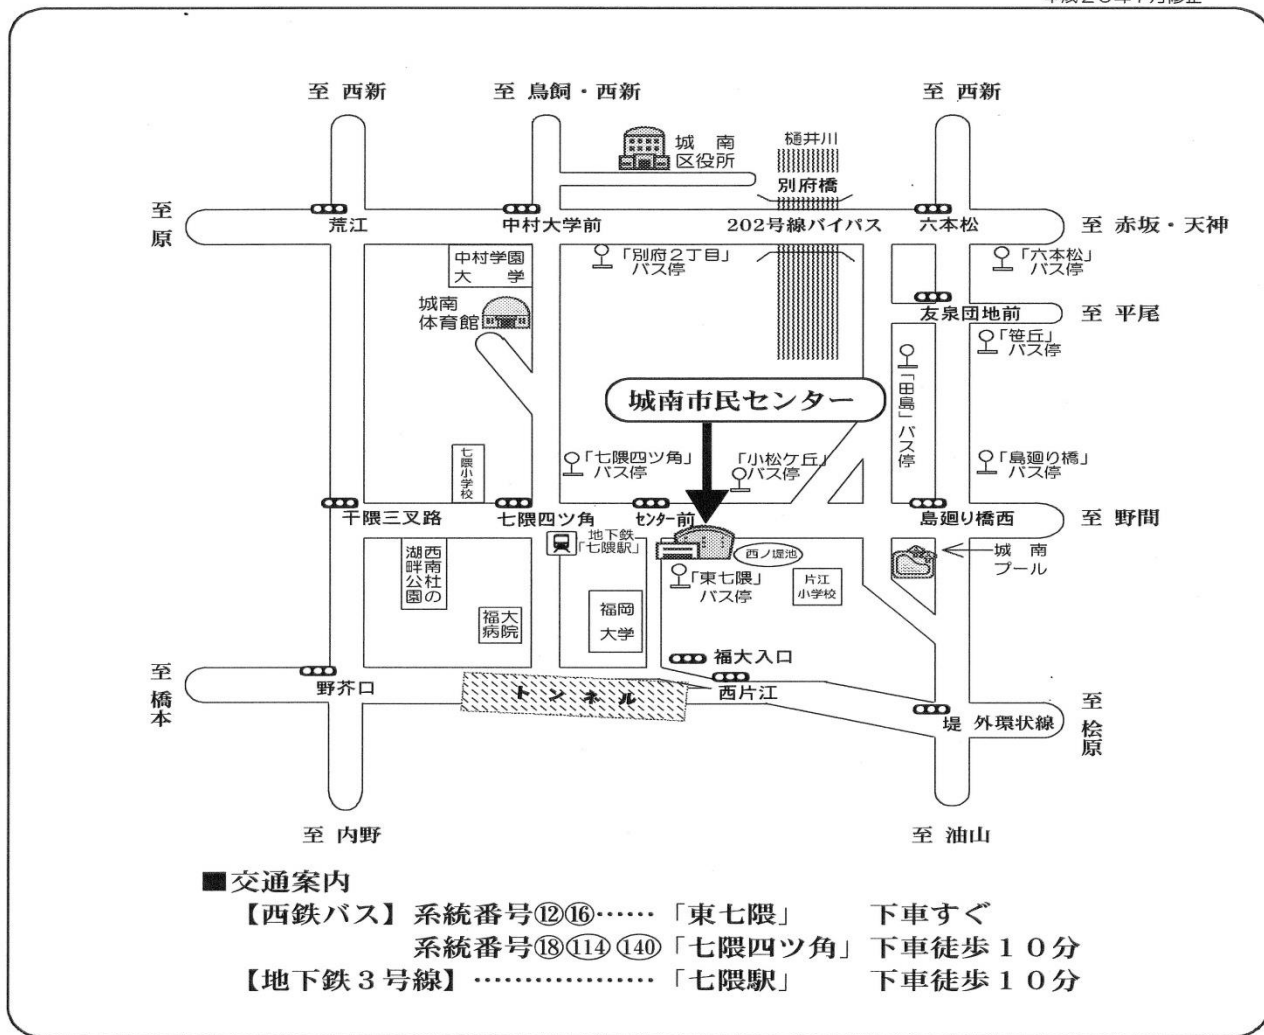 至 西新
至 鳥飼・西新
至 西新
城 南
区役所
樋井川
別府橋
至 原
荒江
中村大学前
202号線バイパス
六本松
至 赤坂・天神
中村学園
大 学
「別府2丁目」
バス停
「六本松」
バス停
城南
体育館
友泉団地前
至 平尾
「笹丘」
バス停
「田島」バス停
城南市民センター
七隈小学校
「七隈四ツ角」
バス停
「小松ケ丘」
バス停
「島廻り橋」
バス停
干隈三叉路
七隈四ツ角
センター前
島廻り橋西
至 野間
地下鉄
「七隈駅」
西ノ堤池
城 南
プール
西南杜の
湖畔公園
「東七隈」
バス停
片江
小学校
福大
病院
福岡
大学
福大入口
至 橋本
野芥口
トンネル
西片江
堤 外環状線
至 桧原
至 内野
至 油山
■交通案内
【西鉄バス】系統番号⑫⑯……「東七隈」 下車すぐ
系統番号⑱(114)(140)「七隈四ツ角」下車徒歩10分
【地下鉄3号線】………………「七隈駅」 下車徒歩10分